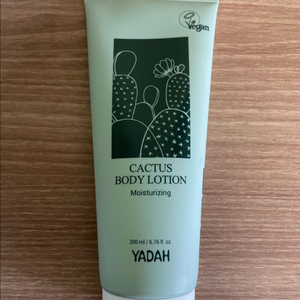 Vegan
CACTUS
BODY LOTION
Moisturizing
200 ml / 6.76 fl. oz.
YADAH